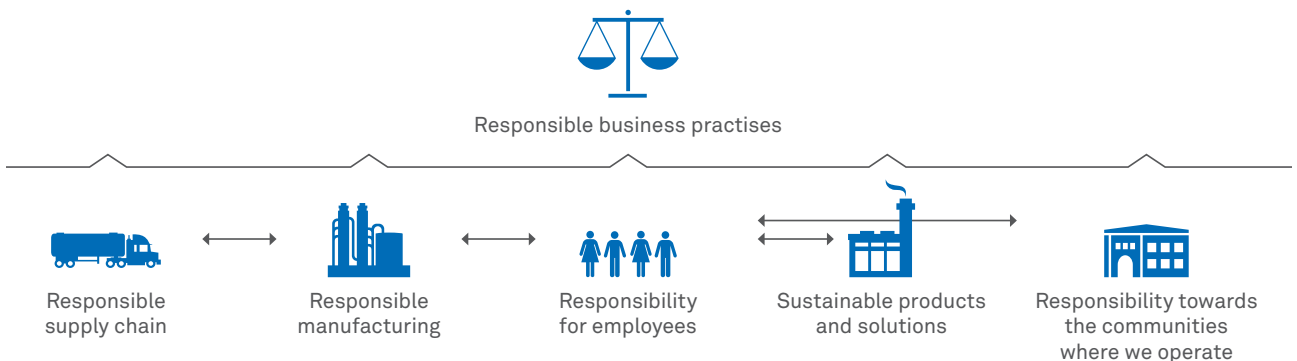 Responsible business practises
Responsible
supply chain
Responsible
manufacturing
Responsibility
for employees
Sustainable products
and solutions
Responsibility towards
the communities
where we operate